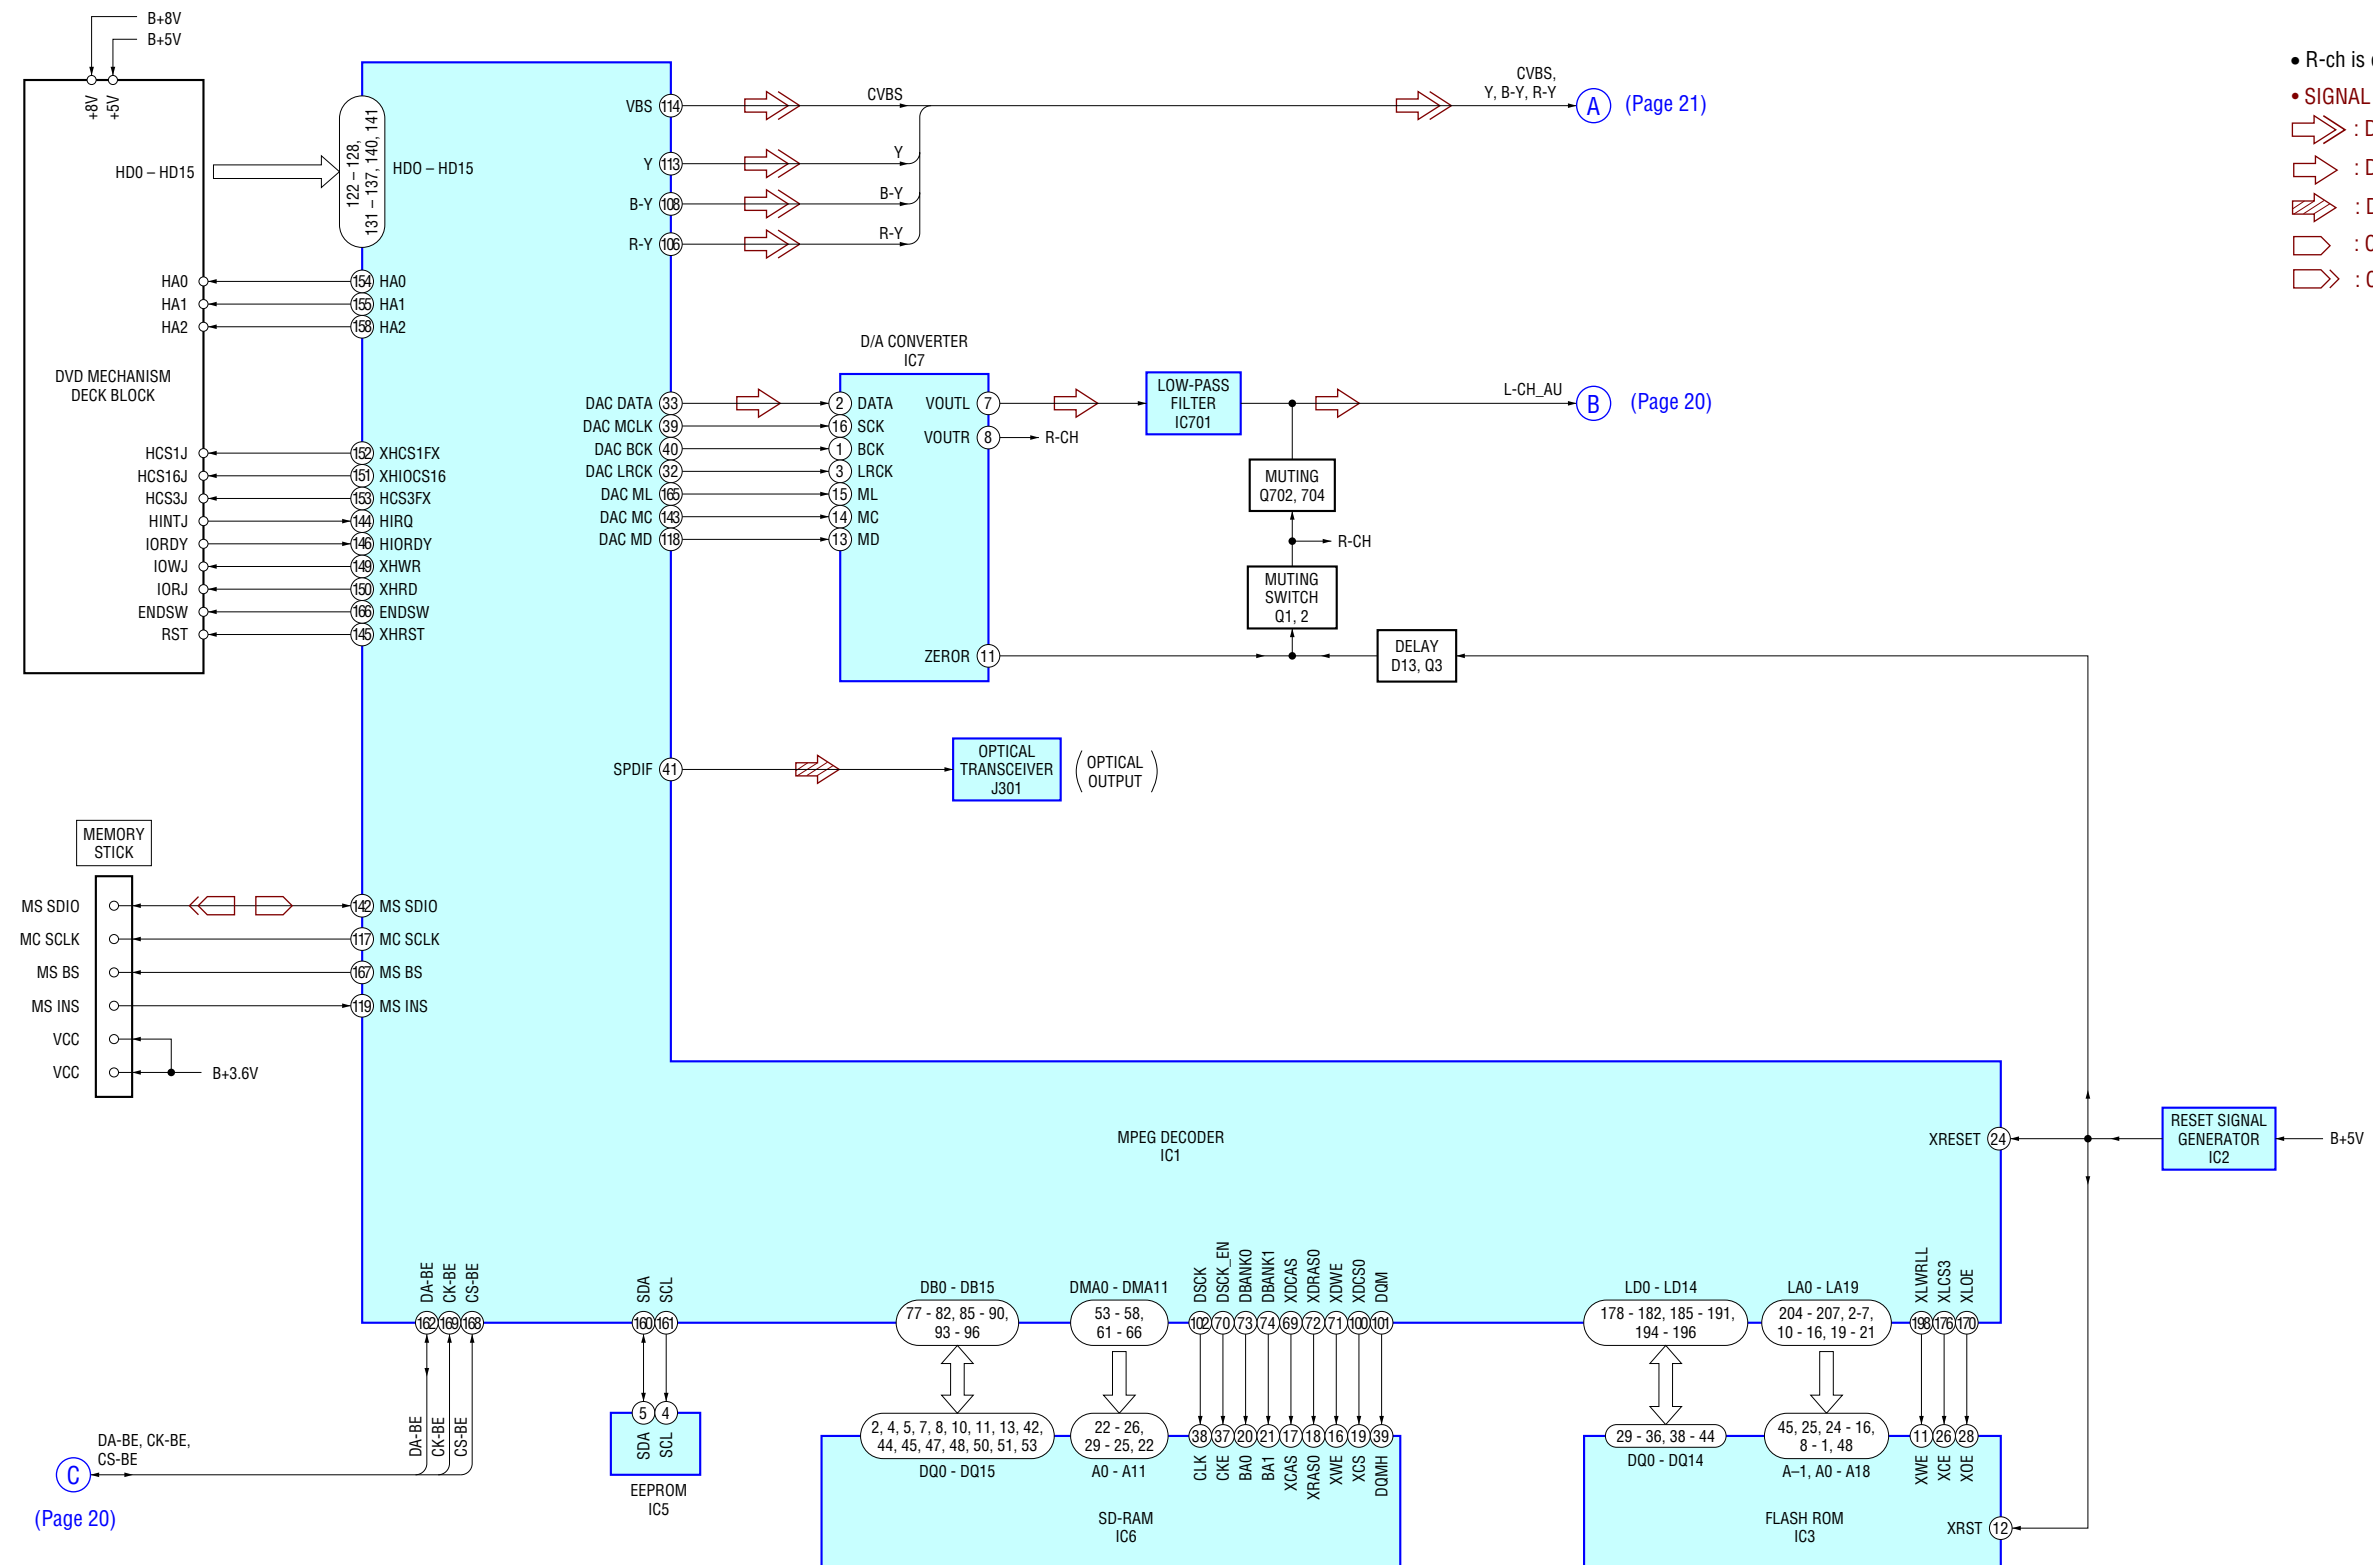 B+8V
B+5V
+8V
+5V
HD0 – HD15
122 – 128,
131 – 137, 140, 141
HDO – HD15
HA0
HA1
HA2
154 HA0
155 HA1
158 HA2
DVD MECHANISM
DECK BLOCK
HCS1J
HCS16J
HCS3J
HINTJ
IORDY
IOWJ
IORJ
ENDSW
RST
152 XHCS1FX
151 XHIOCS16
153 HCS3FX
144 HIRQ
146 HIORDY
149 XHWR
150 XHRD
166 ENDSW
145 XHRST
VBS 114
Y 113
B-Y 108
R-Y 106
CVBS
Y
B-Y
R-Y
CVBS,
Y, B-Y, R-Y
A (Page 21)
• R-ch is
• SIGNAL
: D
: D
: D
: C
: C
D/A CONVERTER
IC7
DAC DATA 33
DAC MCLK 39
DAC BCK 40
DAC LRCK 32
DAC ML 165
DAC MC 143
DAC MD 118
2 DATA
16 SCK
1 BCK
3 LRCK
15 ML
14 MC
13 MD
VOUTL 7
VOUTR 8
R-CH
ZEROR 11
LOW-PASS
FILTER
IC701
L-CH_AU
B (Page 20)
MUTING
Q702, 704
R-CH
MUTING
SWITCH
Q1, 2
DELAY
D13, Q3
SPDIF 41
OPTICAL
TRANSCEIVER
J301
OPTICAL
OUTPUT
MEMORY
STICK
MS SDIO
MC SCLK
MS BS
MS INS
VCC
VCC
B+3.6V
142 MS SDIO
117 MC SCLK
167 MS BS
119 MS INS
MPEG DECODER
IC1
XRESET 24
RESET SIGNAL
GENERATOR
IC2
B+5V
DA-BE
CK-BE
CS-BE
162 169 168
DA-BE
CK-BE
CS-BE
DA-BE, CK-BE,
CS-BE
C
(Page 20)
SDA
SCL
160 161
5 4
SDA
SCL
EEPROM
IC5
DB0 - DB15
77 - 82, 85 - 90,
93 - 96
2, 4, 5, 7, 8, 10, 11, 13, 42,
44, 45, 47, 48, 50, 51, 53
DQ0 - DQ15
DMA0 - DMA11
53 - 58,
61 - 66
22 - 26,
29 - 25, 22
A0 - A11
DSCK
DSCK_EN
DBANK0
DBANK1
XDCAS
XDRAS0
XDWE
XDCS0
DQM
102 70 73 74 69 72 71 100 101
38 37 20 21 17 18 16 19 39
CLK
CKE
BA0
BA1
XCAS
XRAS0
XWE
XCS
DQMH
SD-RAM
IC6
LD0 - LD14
178 - 182, 185 - 191,
194 - 196
29 - 36, 38 - 44
DQ0 - DQ14
LA0 - LA19
204 - 207, 2-7,
10 - 16, 19 - 21
45, 25, 24 - 16,
8 - 1, 48
A–1, A0 - A18
XLWRLL
XLCS3
XLOE
198 176 170
11 26 28
XWE
XCE
XOE
FLASH ROM
IC3
XRST 12